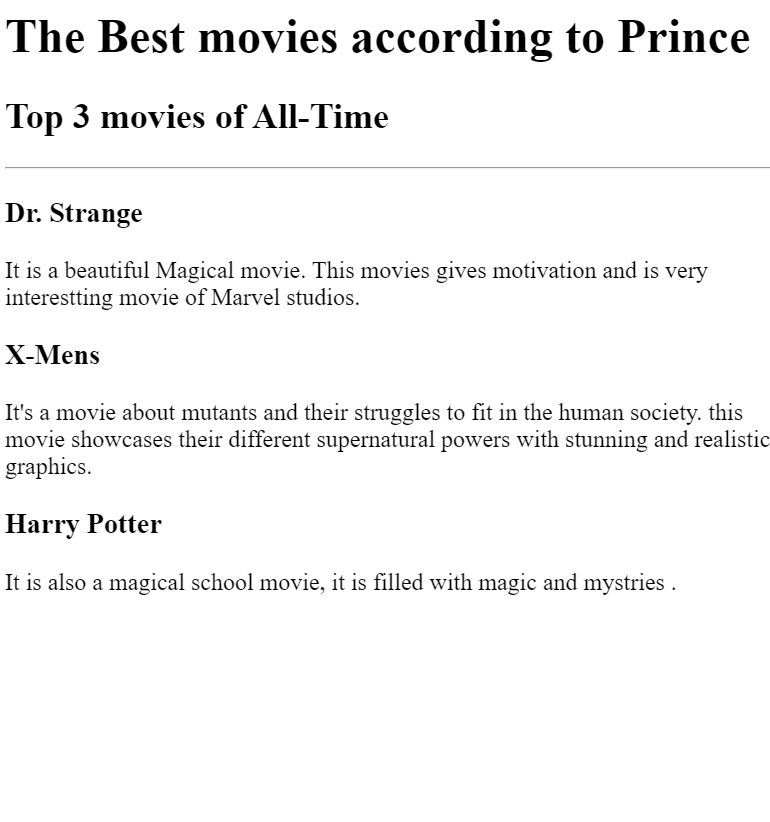 The Best movies according to Prince
Top 3 movies of All-Time
Dr. Strange
It is a beautiful Magical movie. This movies gives motivation and is very
interestting movie of Marvel studios.
X-Mens
It's a movie about mutants and their struggles to fit in the human society. this
movie showcases their different supernatural powers with stunning and realistic
graphics.
Harry Potter
It is also a magical school movie, it is filled with magic and mystries .